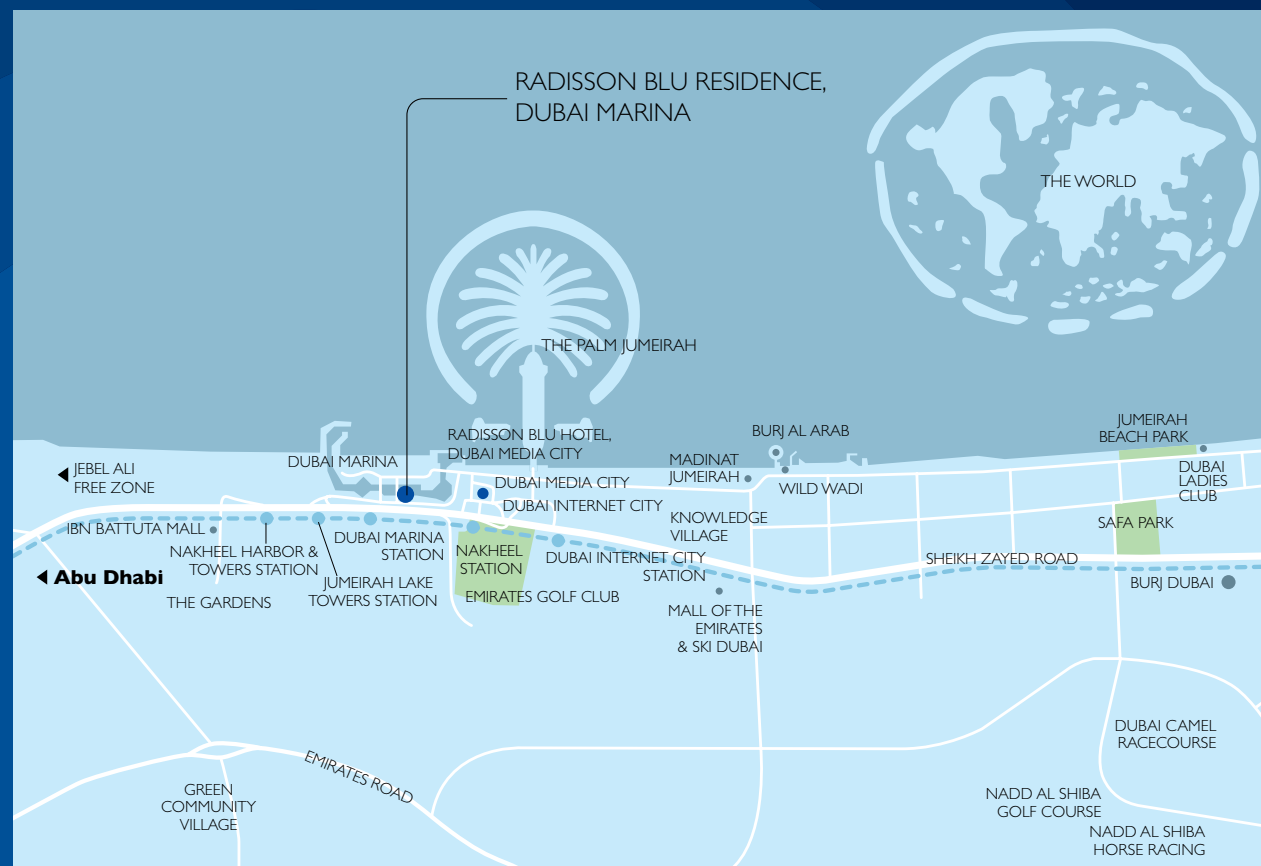 RADISSON BLU RESIDENCE,
DUBAI MARINA
THE WORLD
THE PALM JUMEIRAH
RADISSON BLU HOTEL,
DUBAI MEDIA CITY
BURJ AL ARAB
JUMEIRAH
BEACH PARK
JEBEL ALI
FREE ZONE
DUBAI MARINA
MADINAT
JUMEIRAH
WILD WADI
DUBAI
LADIES
CLUB
DUBAI MEDIA CITY
DUBAI INTERNET CITY
KNOWLEDGE
VILLAGE
SAFA PARK
IBN BATTUTA MALL
NAKHEEL HARBOR &
TOWERS STATION
DUBAI MARINA
STATION
NAKHEEL
STATION
DUBAI INTERNET CITY
STATION
SHEIKH ZAYED ROAD
Abu Dhabi
JUMEIRAH LAKE
TOWERS STATION
BURJ DUBAI
THE GARDENS
EMIRATES GOLF CLUB
MALL OF THE
EMIRATES
& SKI DUBAI
DUBAI CAMEL
RACECOURSE
EMIRATES ROAD
GREEN
COMMUNITY
VILLAGE
NADD AL SHIBA
GOLF COURSE
NADD AL SHIBA
HORSE RACING